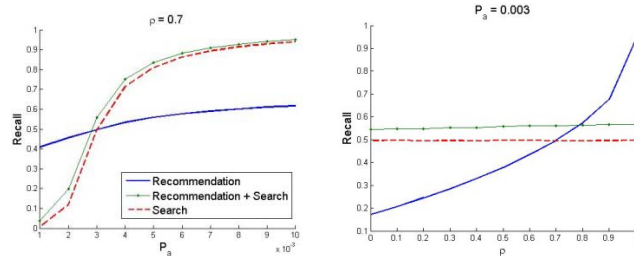 ρ = 0.7
Recall
1
0.9
0.8
0.7
0.6
0.5
0.4
0.3
0.2
0.1
0
1 2 3 4 5 6 7 8 9 10
x 10⁻³
P_a
Recommendation
Recommendation + Search
Search
P_a = 0.003
Recall
1
0.9
0.8
0.7
0.6
0.5
0.4
0.3
0.2
0.1
0
0 0.1 0.2 0.3 0.4 0.5 0.6 0.7 0.8 0.9
ρ